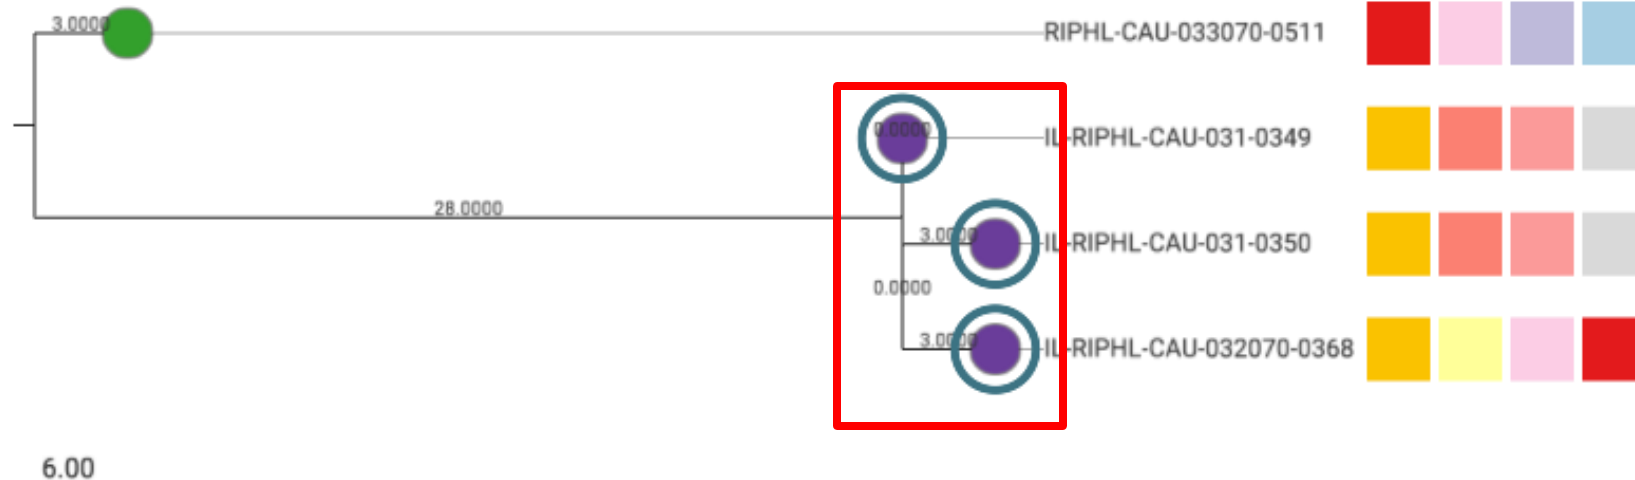 3.0000 RIPHL-CAU-033070-0511
0.0000 IL-RIPHL-CAU-031-0349
28.0000
3.0000 IL-RIPHL-CAU-031-0350
0.0000
3.0000 IL-RIPHL-CAU-032070-0368
6.00